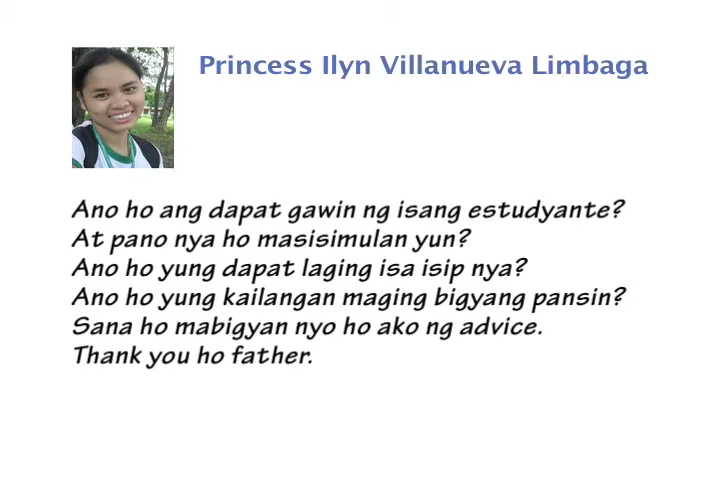 Princess Ilyn Villanueva Limbaga
Ano ho ang dapat gawin ng isang estudyante?
At pano nya ho masisimulan yun?
Ano ho yung dapat laging isa isip nya?
Ano ho yung kailangan maging bigyang pansin?
Sana ho mabigyan nyo ho ako ng advice.
Thank you ho father.